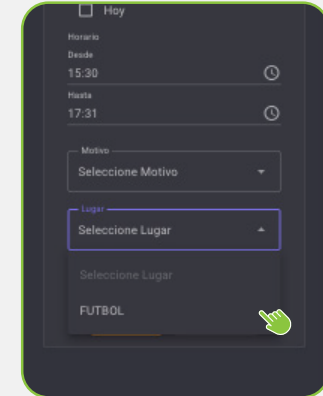 Hoy
Horario
Desde
15:30
Hasta
17:31
Motivo
Seleccione Motivo
Lugar
Seleccione Lugar
Seleccione Lugar
FUTBOL